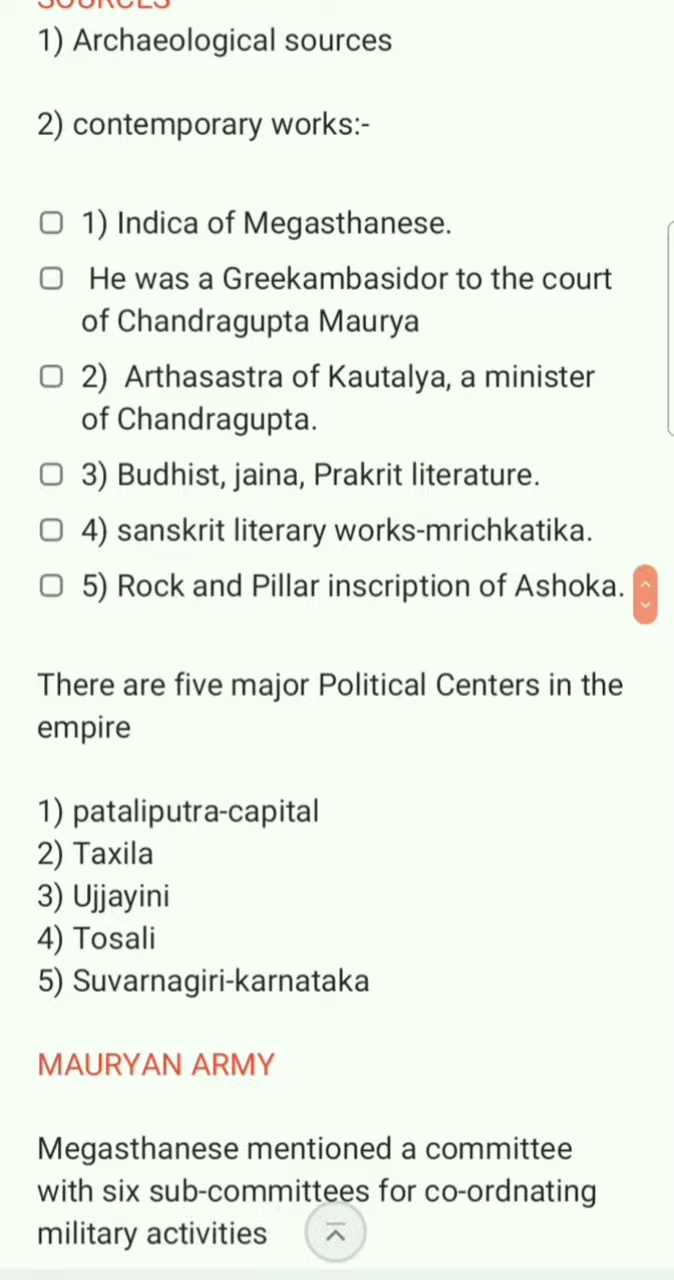 SOURCES
1) Archaeological sources
2) contemporary works:-
1) Indica of Megasthanese.
He was a Greekambasidor to the court
of Chandragupta Maurya
2) Arthasastra of Kautalya, a minister
of Chandragupta.
3) Budhist, jaina, Prakrit literature.
4) sanskrit literary works-mrichkatika.
5) Rock and Pillar inscription of Ashoka.
There are five major Political Centers in the
empire
1) pataliputra-capital
2) Taxila
3) Ujjayini
4) Tosali
5) Suvarnagiri-karnataka
MAURYAN ARMY
Megasthanese mentioned a committee
with six sub-committees for co-ordnating
military activities